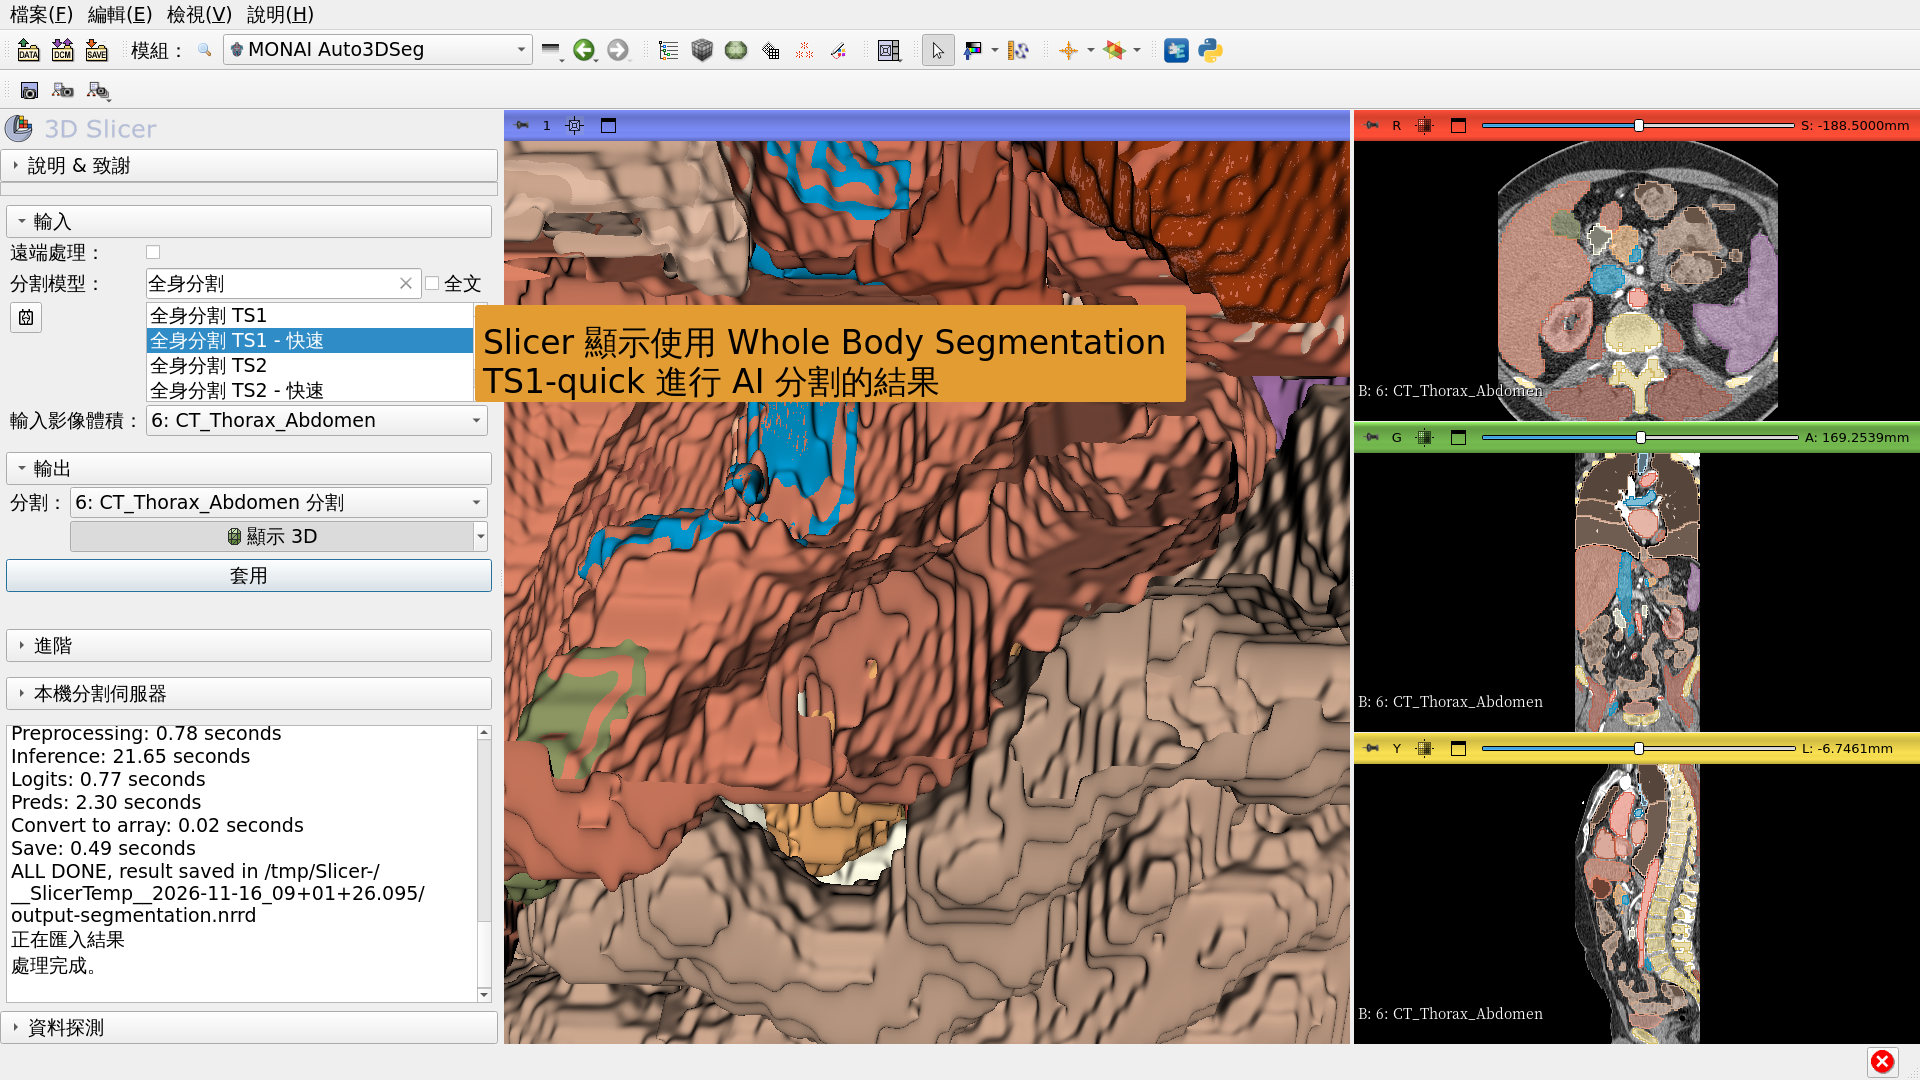 檔案(F) 編輯(E) 檢視(V) 說明(H)
DATA DCM SAVE 模組： MONAI Auto3DSeg
3D Slicer
說明 & 致謝
輸入
遠端處理：
分割模型： 全身分割 全文
全身分割 TS1
全身分割 TS1 - 快速
全身分割 TS2
全身分割 TS2 - 快速
輸入影像體積： 6: CT_Thorax_Abdomen
輸出
分割： 6: CT_Thorax_Abdomen 分割
顯示 3D
套用
進階
本機分割伺服器
Preprocessing: 0.78 seconds
Inference: 21.65 seconds
Logits: 0.77 seconds
Preds: 2.30 seconds
Convert to array: 0.02 seconds
Save: 0.49 seconds
ALL DONE, result saved in /tmp/Slicer-/
__SlicerTemp__2026-11-16_09+01+26.095/
output-segmentation.nrrd
正在匯入結果
處理完成。
資料探測
1
Slicer 顯示使用 Whole Body Segmentation
TS1-quick 進行 AI 分割的結果
R S: -188.5000mm
B: 6: CT_Thorax_Abdomen
G A: 169.2539mm
B: 6: CT_Thorax_Abdomen
Y L: -6.7461mm
B: 6: CT_Thorax_Abdomen